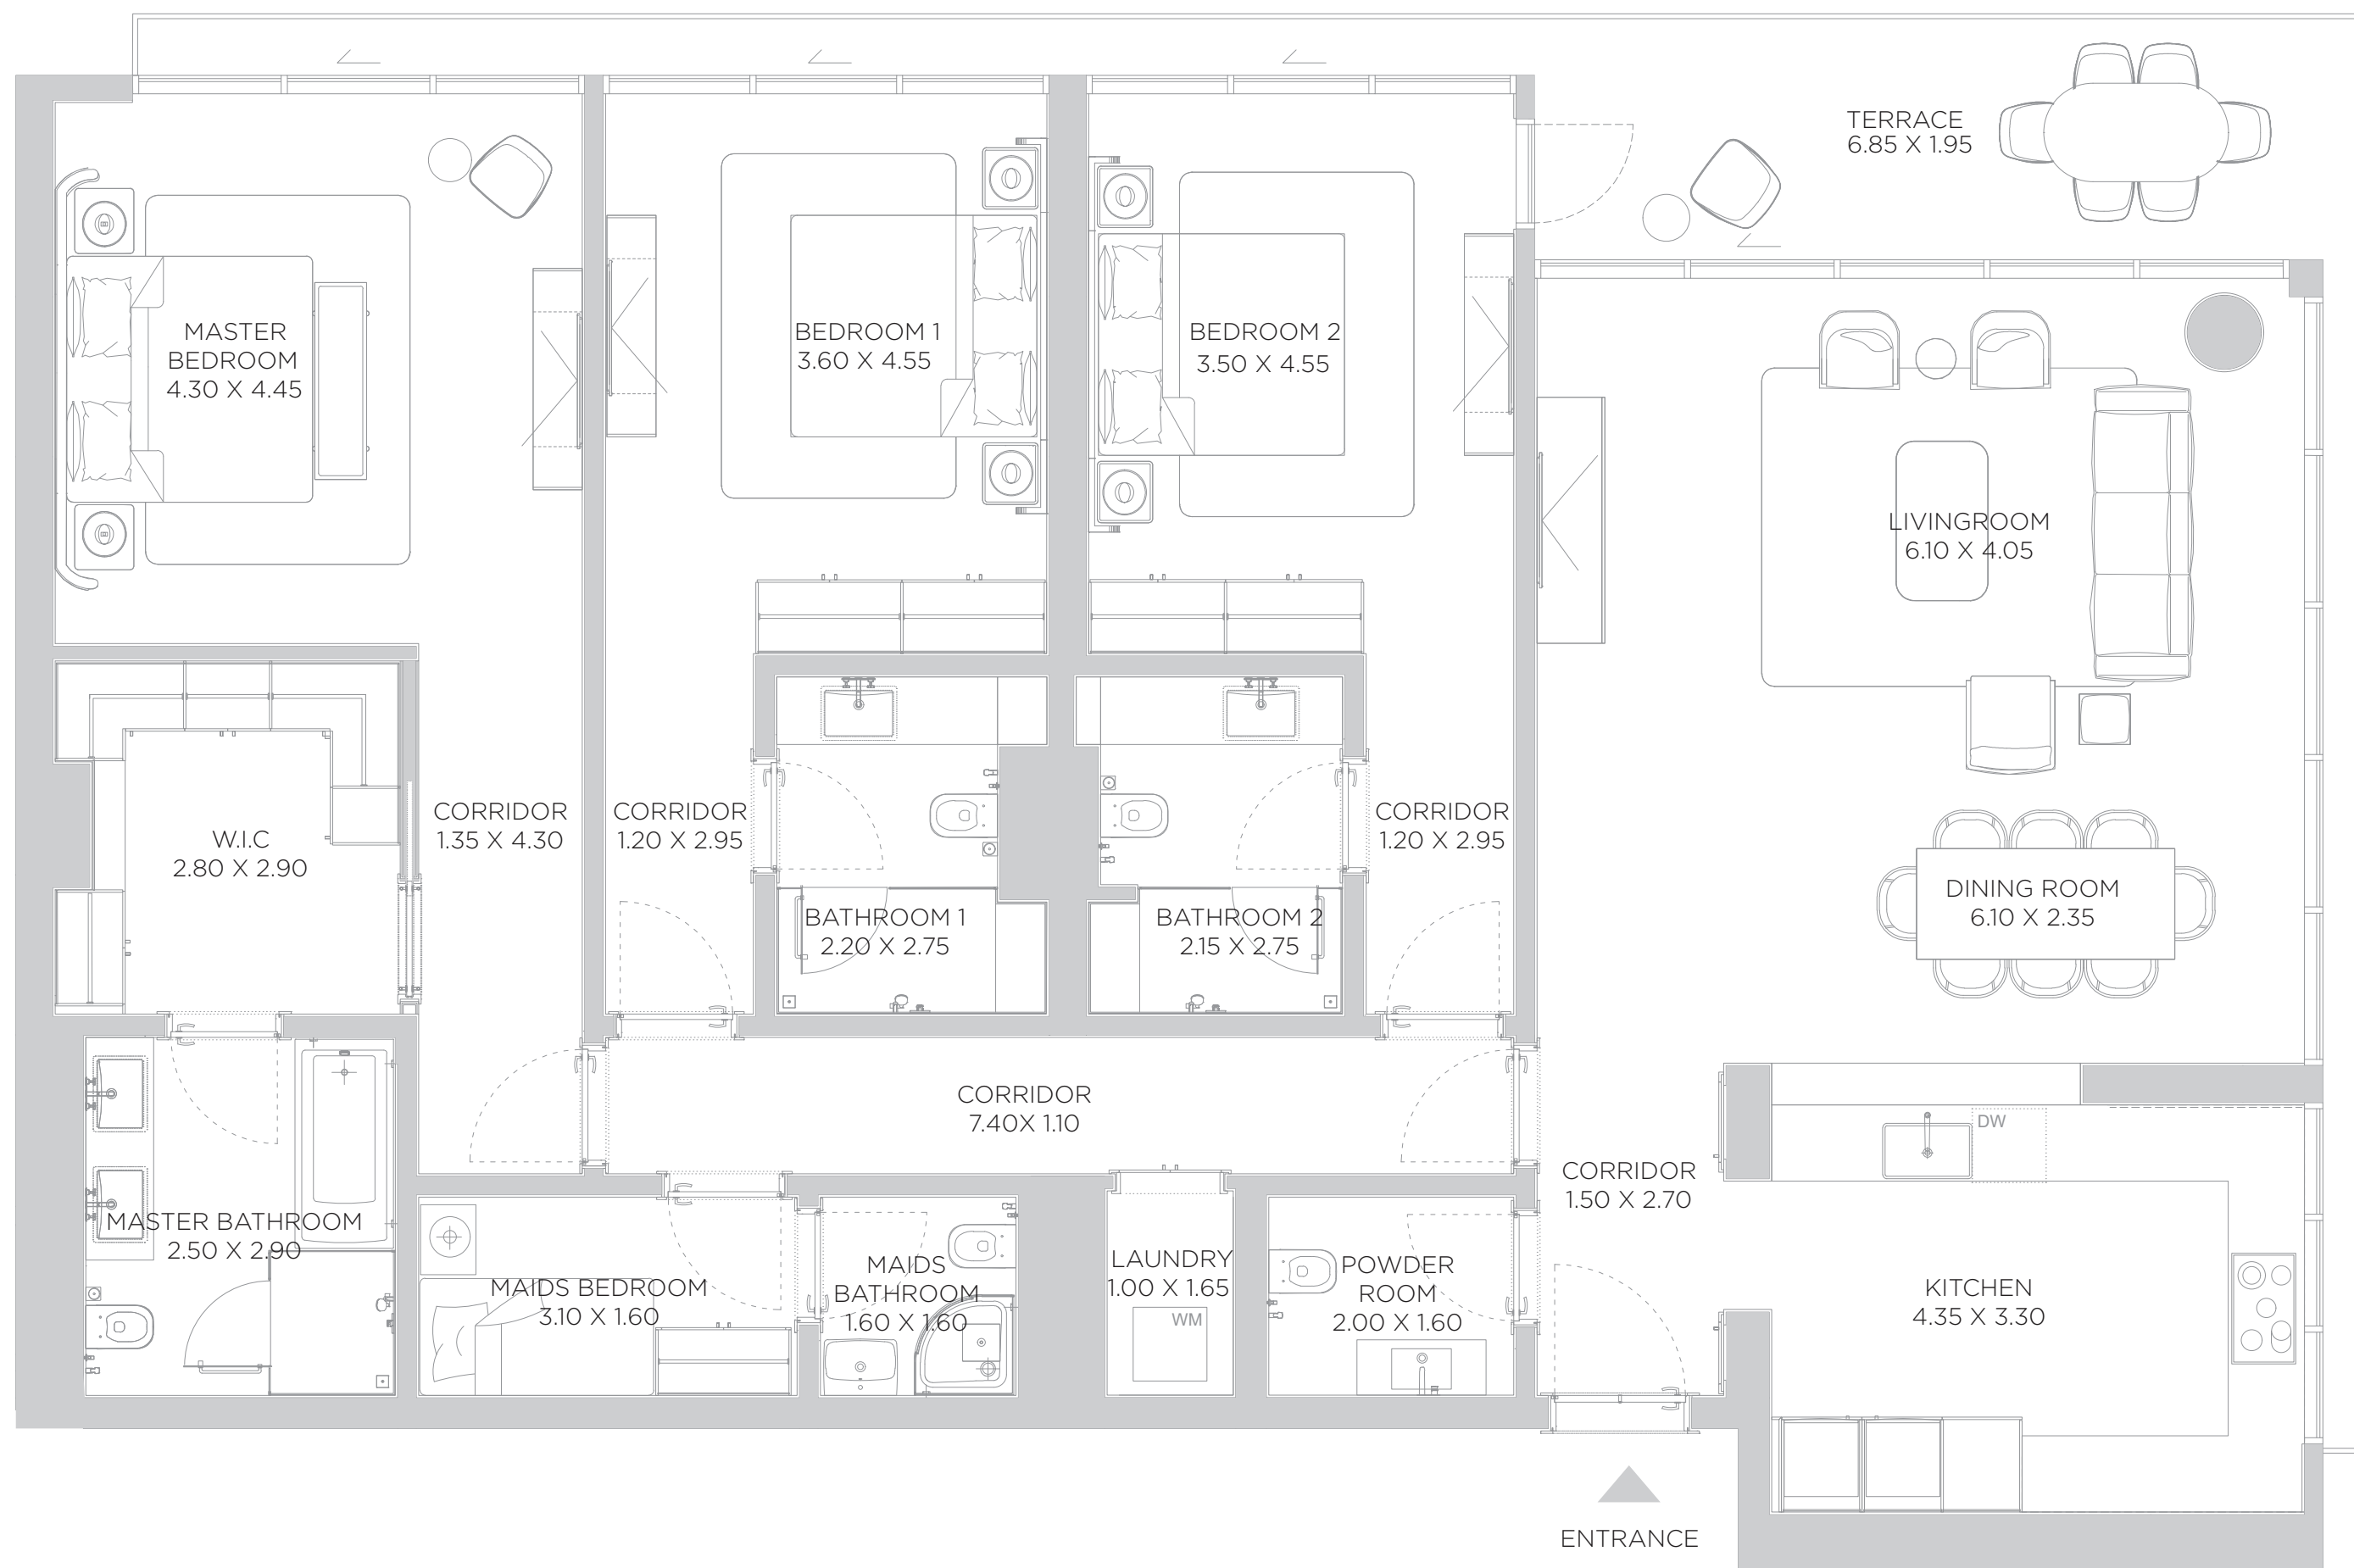 TERRACE
6.85 X 1.95
MASTER
BEDROOM
4.30 X 4.45
BEDROOM 1
3.60 X 4.55
BEDROOM 2
3.50 X 4.55
LIVINGROOM
6.10 X 4.05
W.I.C
2.80 X 2.90
CORRIDOR
1.35 X 4.30
CORRIDOR
1.20 X 2.95
BATHROOM 1
2.20 X 2.75
BATHROOM 2
2.15 X 2.75
CORRIDOR
1.20 X 2.95
DINING ROOM
6.10 X 2.35
CORRIDOR
7.40X 1.10
DW
CORRIDOR
1.50 X 2.70
MASTER BATHROOM
2.50 X 2.90
MAIDS BEDROOM
3.10 X 1.60
MAIDS
BATHROOM
1.60 X 1.60
LAUNDRY
1.00 X 1.65
WM
POWDER
ROOM
2.00 X 1.60
KITCHEN
4.35 X 3.30
ENTRANCE